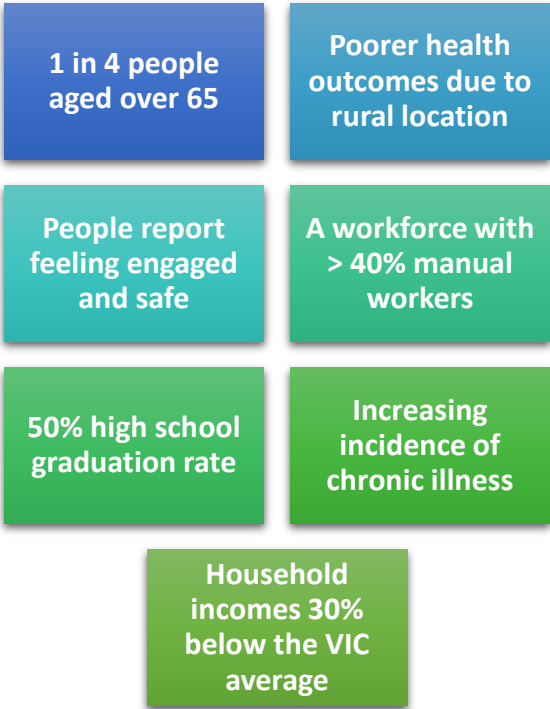 1 in 4 people
aged over 65
Poorer health
outcomes due to
rural location
People report
feeling engaged
and safe
A workforce with
> 40% manual
workers
50% high school
graduation rate
Increasing
incidence of
chronic illness
Household
incomes 30%
below the VIC
average